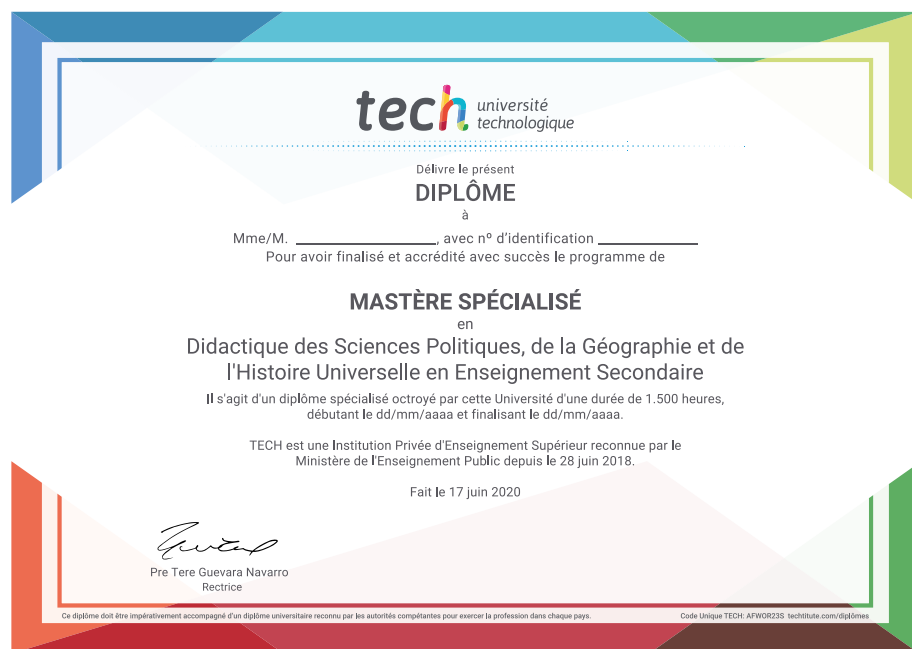 tech université
technologique
Délivre le présent
DIPLÔME
à
Mme/M. ____________________, avec nº d'identification ______________
Pour avoir finalisé et accrédité avec succès le programme de
MASTÈRE SPÉCIALISÉ
en
Didactique des Sciences Politiques, de la Géographie et de
l'Histoire Universelle en Enseignement Secondaire
Il s'agit d'un diplôme spécialisé octroyé par cette Université d'une durée de 1.500 heures,
débutant le dd/mm/aaaa et finalisant le dd/mm/aaaa.
TECH est une Institution Privée d'Enseignement Supérieur reconnue par le
Ministère de l'Enseignement Public depuis le 28 juin 2018.
Fait le 17 juin 2020
Pre Tere Guevara Navarro
Rectrice
Ce diplôme doit être impérativement accompagné d'un diplôme universitaire reconnu par les autorités compétentes pour exercer la profession dans chaque pays.
Code Unique TECH: AFWOR23S techtitute.com/diplômes